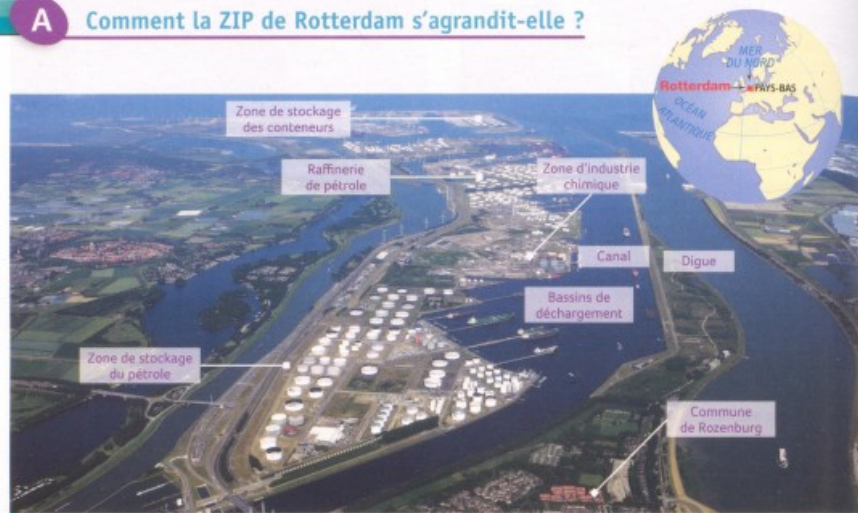 A Comment la ZIP de Rotterdam s'agrandit-elle ?
MER
DU NORD
Rotterdam
PAYS-BAS
OCÉAN
ATLANTIQUE
Zone de stockage
des conteneurs
Raffinerie
de pétrole
Zone d'industrie
chimique
Canal
Digue
Bassins de
déchargement
Zone de stockage
du pétrole
Commune
de Rozenburg